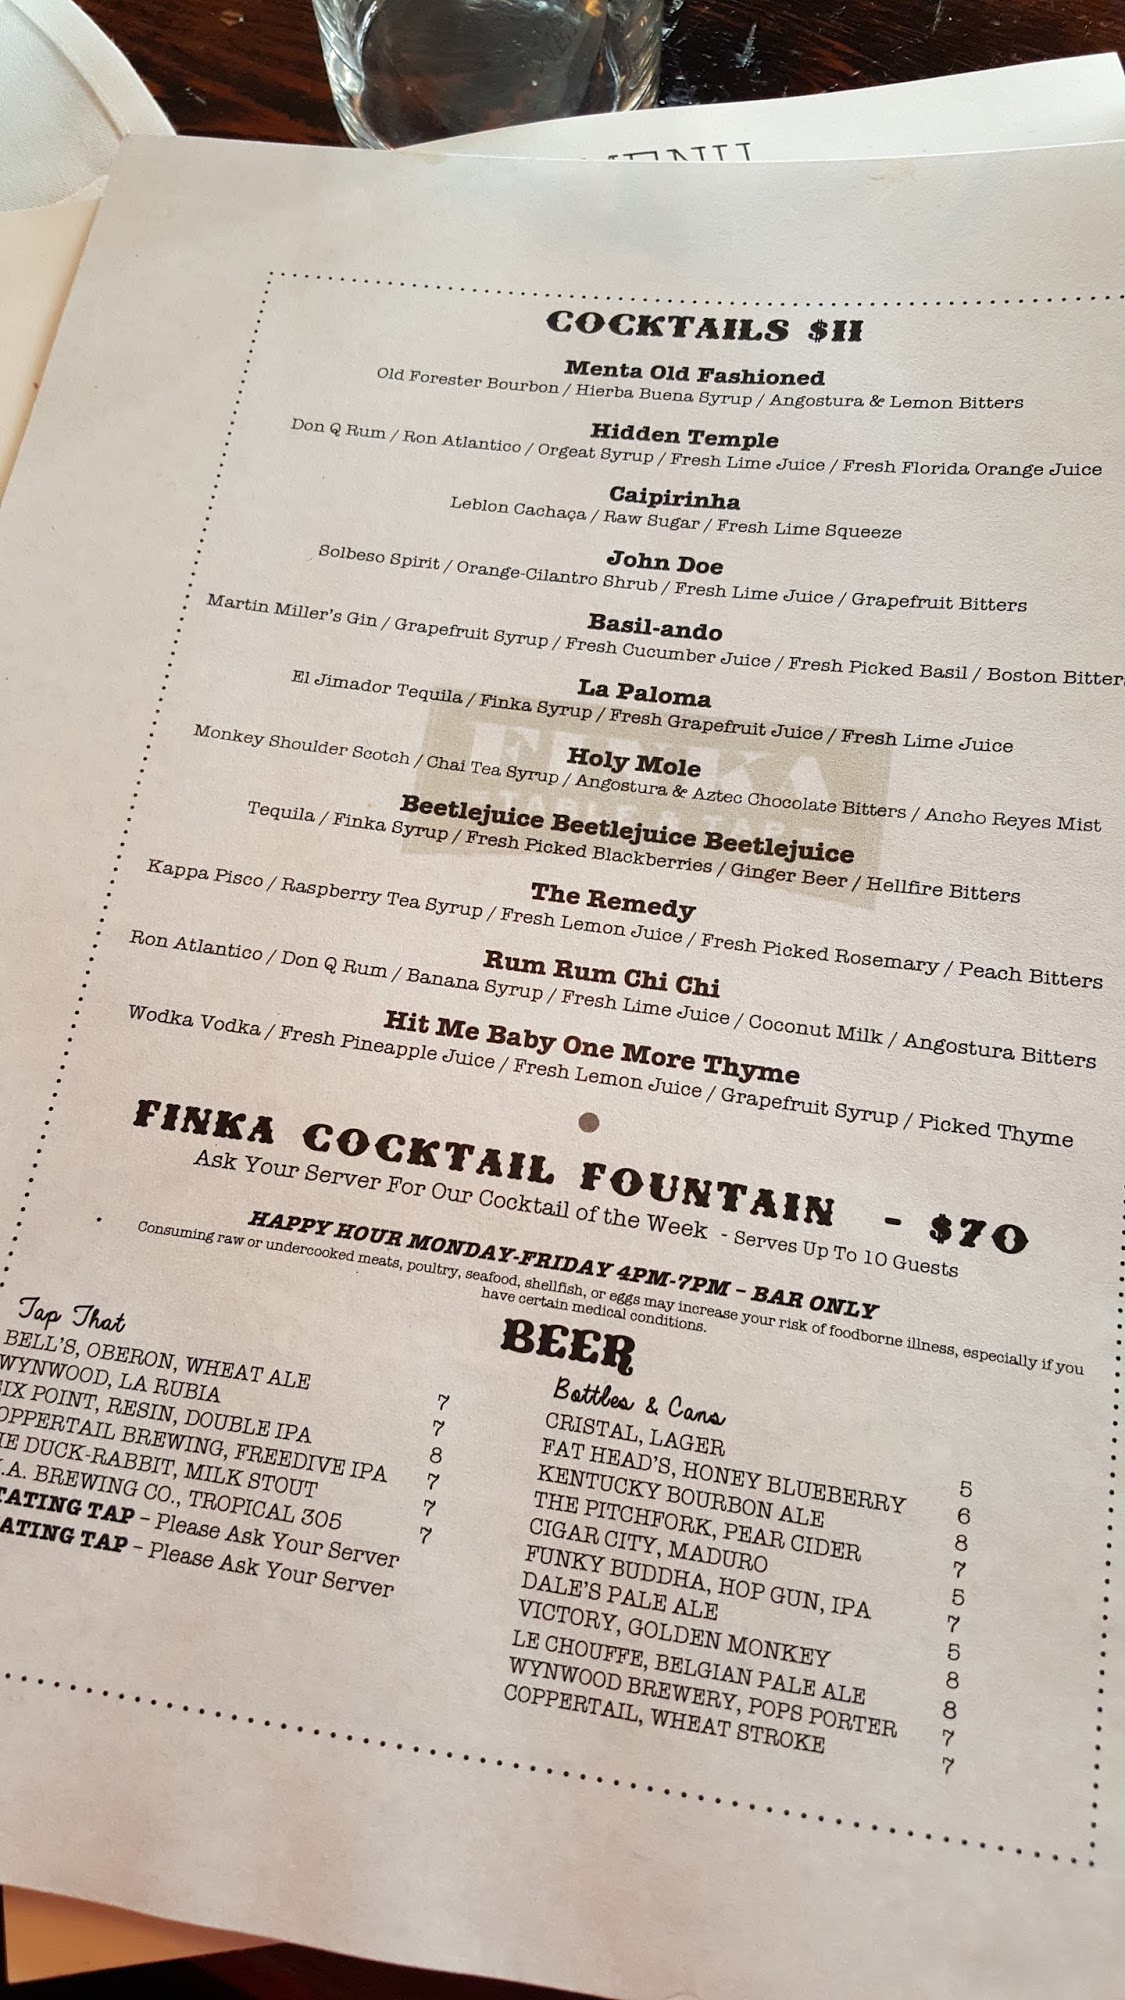 MENU
COCKTAILS $11
Menta Old Fashioned
Old Forester Bourbon / Hierba Buena Syrup / Angostura & Lemon Bitters
Hidden Temple
Don Q Rum / Ron Atlantico / Orgeat Syrup / Fresh Lime Juice / Fresh Florida Orange Juice
Caipirinha
Leblon Cachaça / Raw Sugar / Fresh Lime Squeeze
John Doe
Solbeso Spirit / Orange-Cilantro Shrub / Fresh Lime Juice / Grapefruit Bitters
Basil-ando
Martin Miller's Gin / Grapefruit Syrup / Fresh Cucumber Juice / Fresh Picked Basil / Boston Bitters
La Paloma
El Jimador Tequila / Finka Syrup / Fresh Grapefruit Juice / Fresh Lime Juice
Holy Mole
Monkey Shoulder Scotch / Chai Tea Syrup / Angostura & Aztec Chocolate Bitters / Ancho Reyes Mist
Beetlejuice Beetlejuice Beetlejuice
Tequila / Finka Syrup / Fresh Picked Blackberries / Ginger Beer / Hellfire Bitters
The Remedy
Kappa Pisco / Raspberry Tea Syrup / Fresh Lemon Juice / Fresh Picked Rosemary / Peach Bitters
Rum Rum Chi Chi
Ron Atlantico / Don Q Rum / Banana Syrup / Fresh Lime Juice / Coconut Milk / Angostura Bitters
Hit Me Baby One More Thyme
Wodka Vodka / Fresh Pineapple Juice / Fresh Lemon Juice / Grapefruit Syrup / Picked Thyme
FINKA TABLE & TAP
FINKA COCKTAIL FOUNTAIN - $70
Ask Your Server For Our Cocktail of the Week - Serves Up To 10 Guests
HAPPY HOUR MONDAY-FRIDAY 4PM-7PM - BAR ONLY
Consuming raw or undercooked meats, poultry, seafood, shellfish, or eggs may increase your risk of foodborne illness, especially if you
have certain medical conditions.
BEER
Tap That
BELL'S, OBERON, WHEAT ALE 7
WYNWOOD, LA RUBIA 7
SIX POINT, RESIN, DOUBLE IPA 8
COPPERTAIL BREWING, FREEDIVE IPA 7
THE DUCK-RABBIT, MILK STOUT 7
M.I.A. BREWING CO., TROPICAL 305 7
ROTATING TAP - Please Ask Your Server
ROTATING TAP - Please Ask Your Server
Bottles & Cans
CRISTAL, LAGER 5
FAT HEAD'S, HONEY BLUEBERRY 6
KENTUCKY BOURBON ALE 8
THE PITCHFORK, PEAR CIDER 7
CIGAR CITY, MADURO 5
FUNKY BUDDHA, HOP GUN, IPA 7
DALE'S PALE ALE 5
VICTORY, GOLDEN MONKEY 8
LE CHOUFFE, BELGIAN PALE ALE 8
WYNWOOD BREWERY, POPS PORTER 7
COPPERTAIL, WHEAT STROKE 7